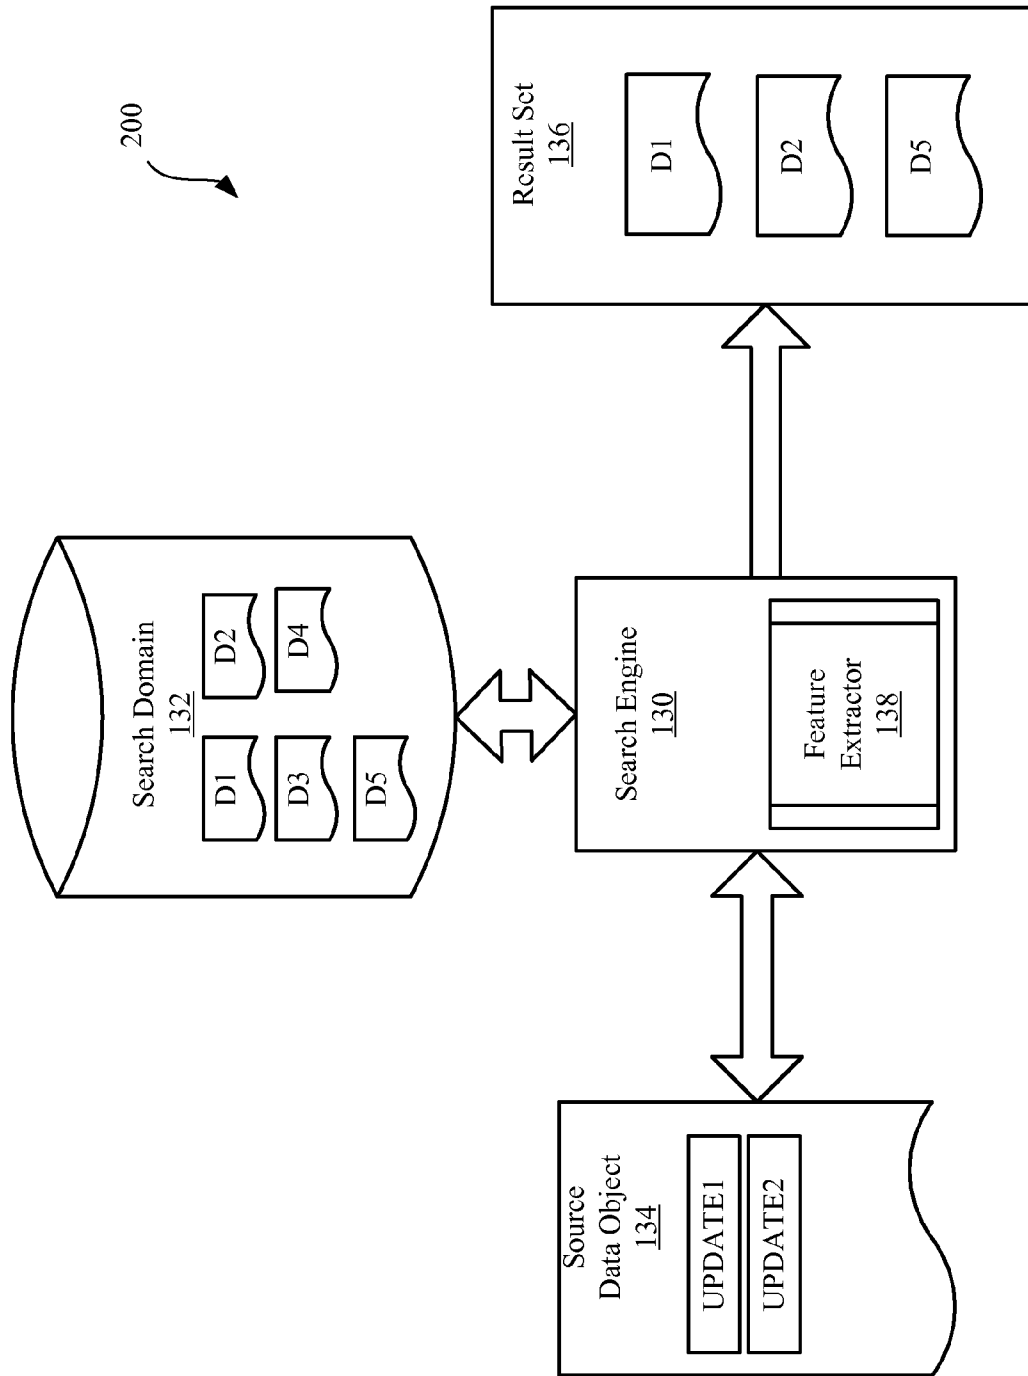 200
Search Domain
132
D1
D2
D3
D4
D5
Source
Data Object
134
UPDATE1
UPDATE2
Search Engine
130
Feature
Extractor
138
Result Set
136
D1
D2
D5